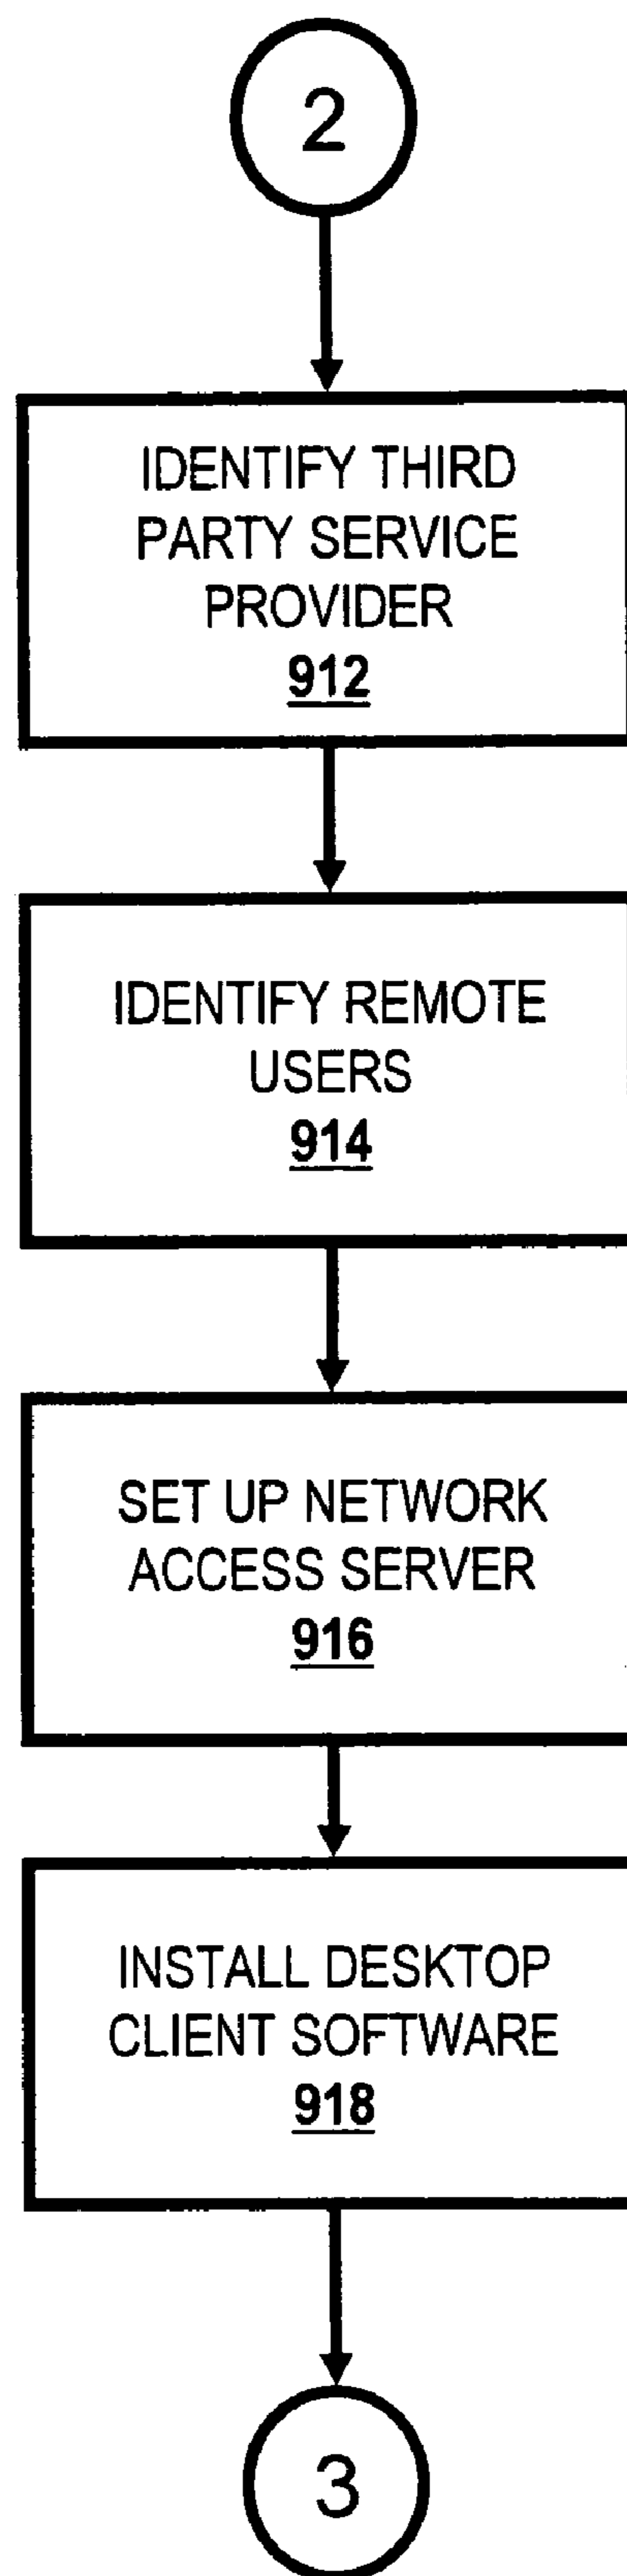 2
IDENTIFY THIRD
PARTY SERVICE
PROVIDER
912
IDENTIFY REMOTE
USERS
914
SET UP NETWORK
ACCESS SERVER
916
INSTALL DESKTOP
CLIENT SOFTWARE
918
3